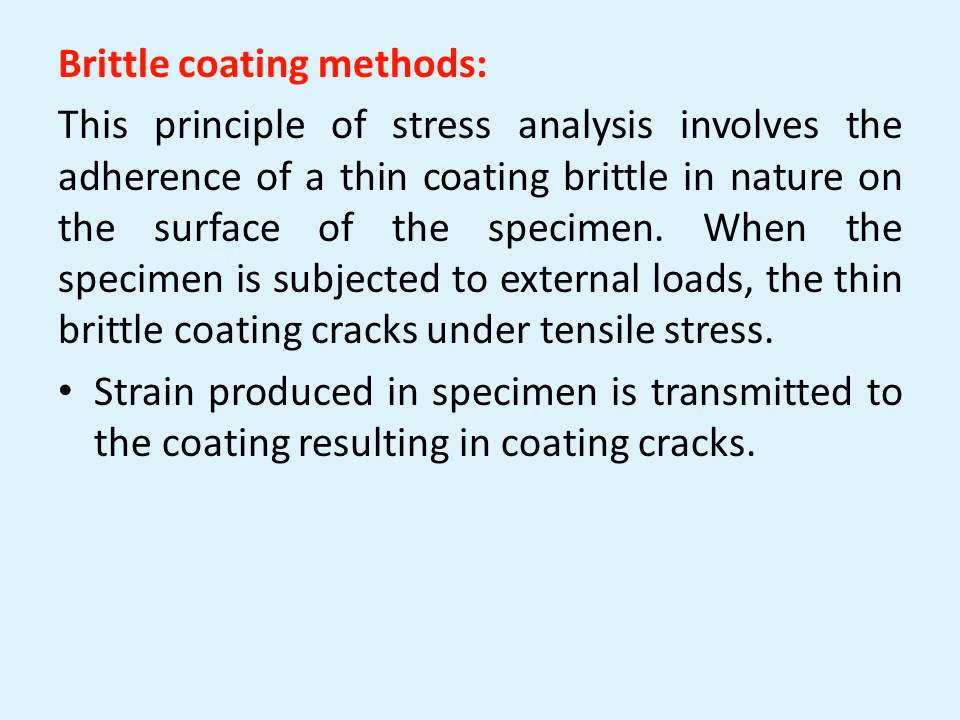 Brittle coating methods:
This principle of stress analysis involves the
adherence of a thin coating brittle in nature on
the surface of the specimen. When the
specimen is subjected to external loads, the thin
brittle coating cracks under tensile stress.
• Strain produced in specimen is transmitted to
the coating resulting in coating cracks.